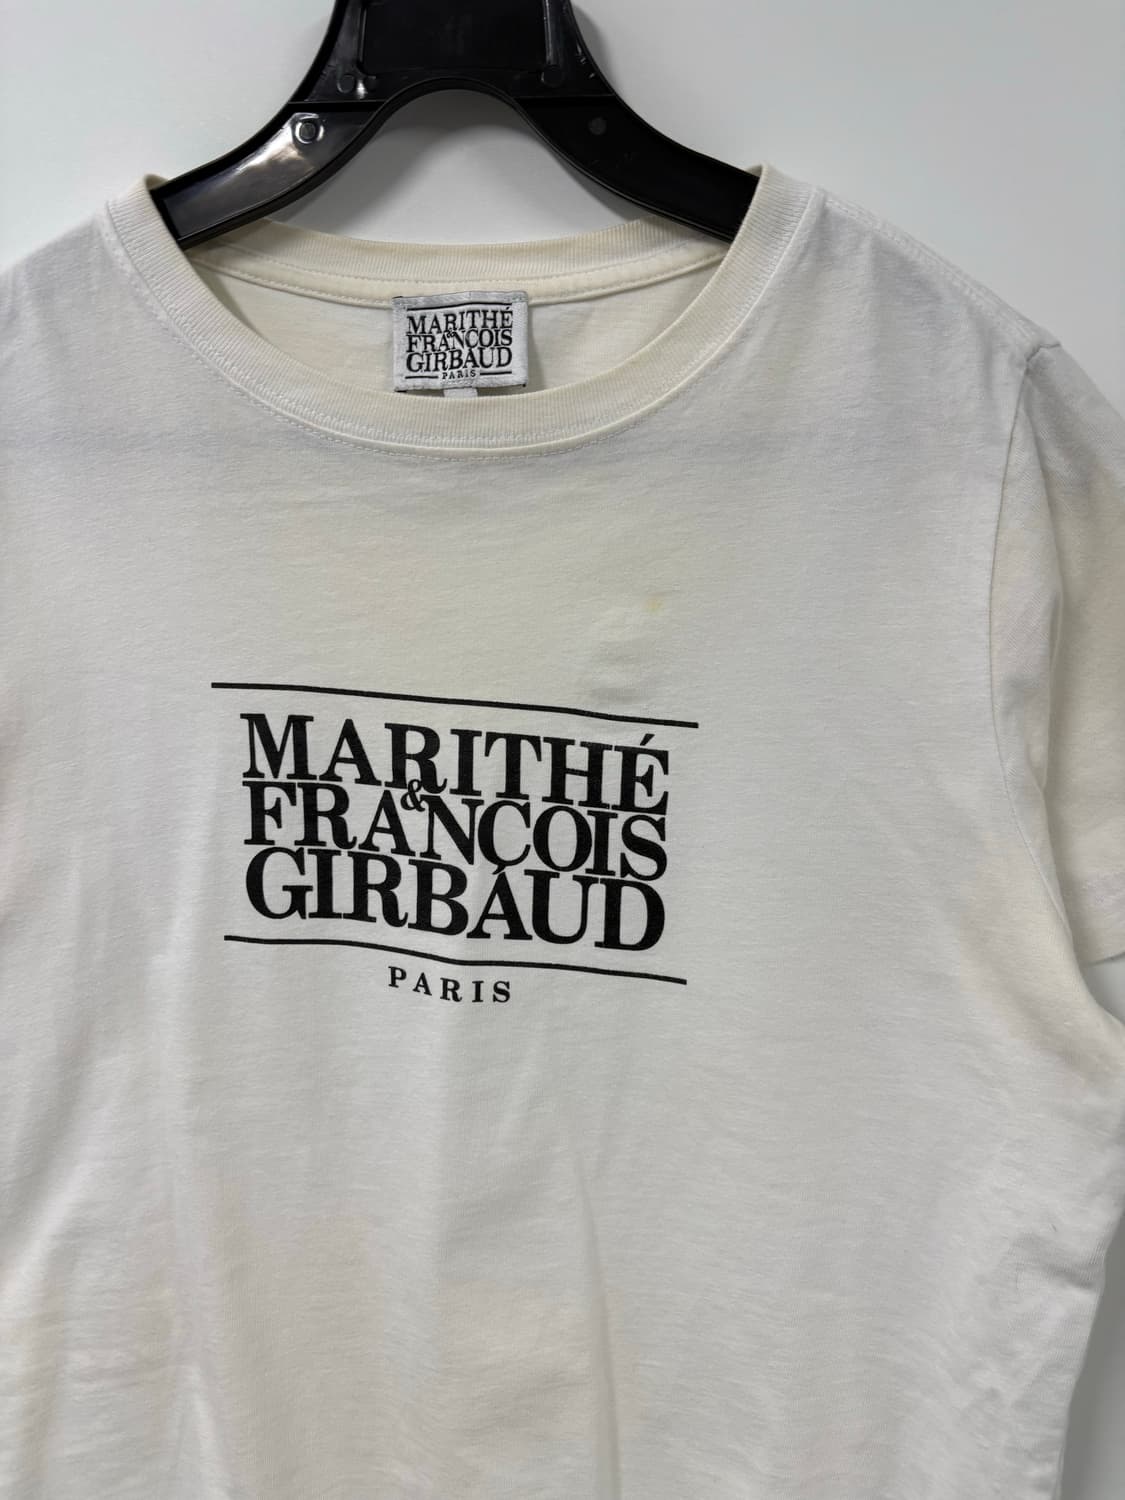 MARITHÉ
&
FRANÇOIS
GIRBAUD
PARIS
MARITHÉ
&
FRANÇOIS
GIRBAUD
PARIS